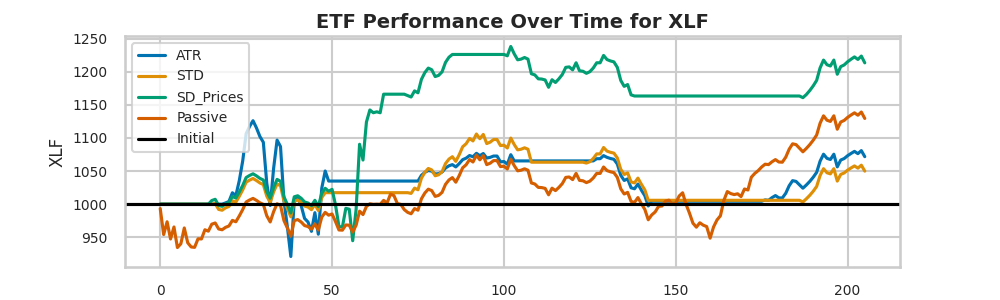 ETF Performance Over Time for XLF
XLF
1250
1200
1150
1100
1050
1000
950
ATR
STD
SD_Prices
Passive
Initial
0
50
100
150
200